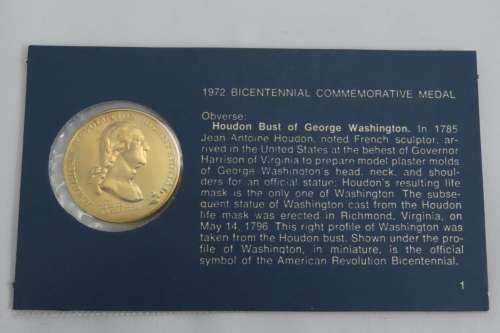 1972 BICENTENNIAL COMMEMORATIVE MEDAL
Obverse:
Houdon Bust of George Washington. In 1785
Jean Antoine Houdon, noted French sculptor, ar-
rived in the United States at the behest of Governor
Harrison of Virginia to prepare model plaster molds
of George Washington's head, neck, and shoul-
ders for an official statue; Houdon's resulting life
mask is the only one of Washington. The subse-
quent statue of Washington cast from the Houdon
life mask was erected in Richmond, Virginia, on
May 14, 1796. This right profile of Washington was
taken from the Houdon bust. Shown under the pro-
file of Washington, in miniature, is the official
symbol of the American Revolution Bicentennial.
1